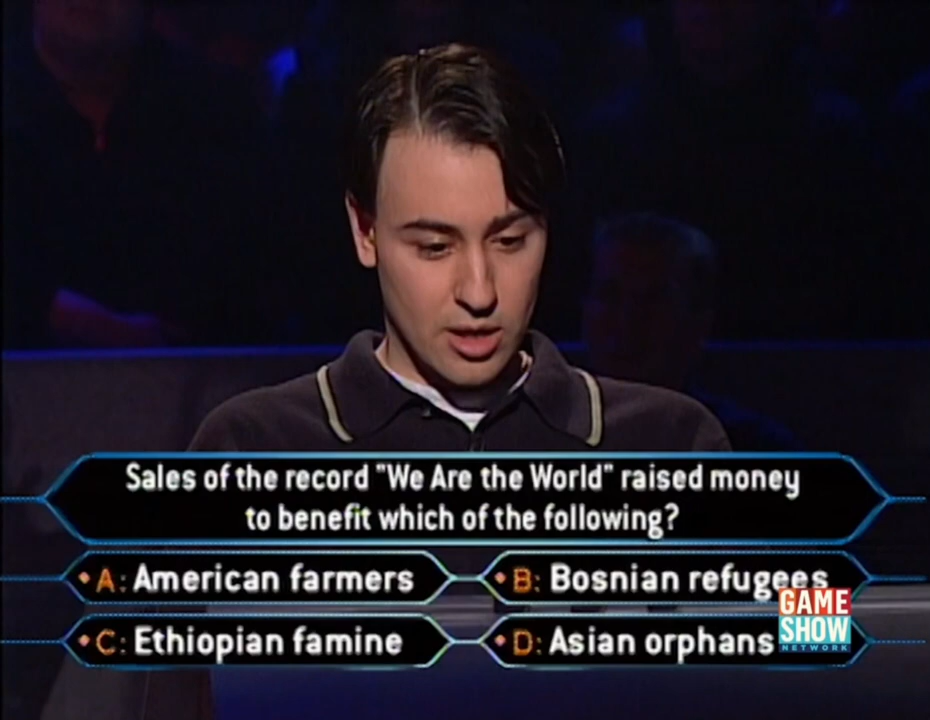 Sales of the record "We Are the World" raised money
to benefit which of the following?
A: American farmers
B: Bosnian refugees
C: Ethiopian famine
D: Asian orphans
GAME
SHOW
NETWORK